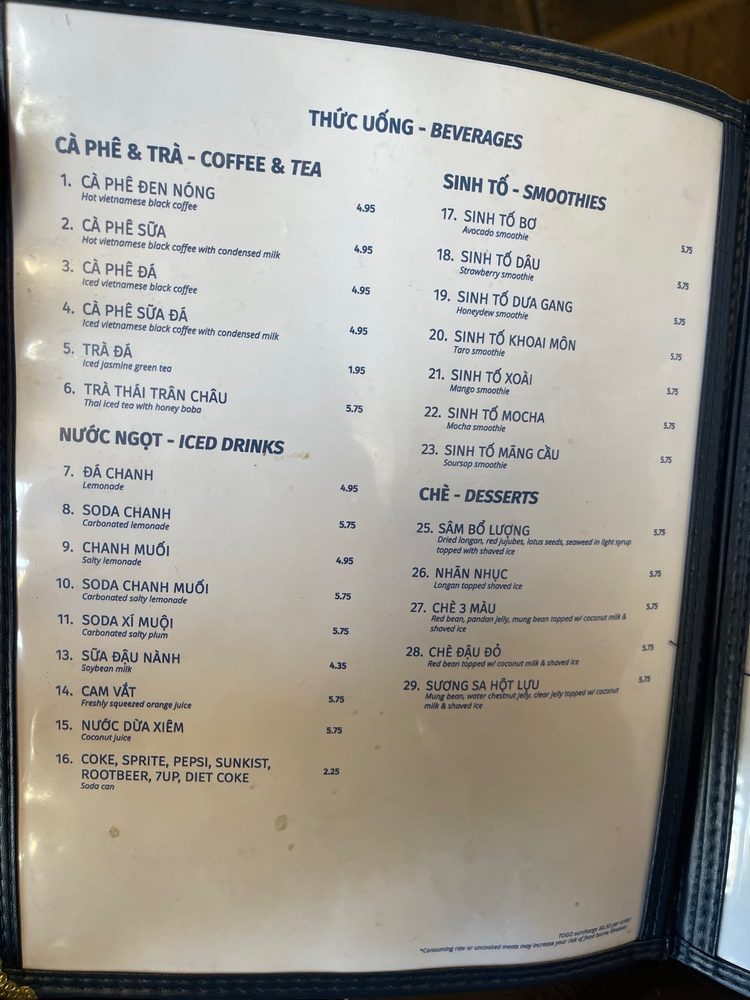 THỨC UỐNG - BEVERAGES
CÀ PHÊ & TRÀ - COFFEE & TEA
1. CÀ PHÊ ĐEN NÓNG
Hot vietnamese black coffee 4.95
2. CÀ PHÊ SỮA
Hot vietnamese black coffee with condensed milk 4.95
3. CÀ PHÊ ĐÁ
Iced vietnamese black coffee 4.95
4. CÀ PHÊ SỮA ĐÁ
Iced vietnamese black coffee with condensed milk 4.95
5. TRÀ ĐÁ
Iced jasmine green tea 1.95
6. TRÀ THÁI TRÂN CHÂU
Thai iced tea with honey boba 5.75
NƯỚC NGỌT - ICED DRINKS
7. ĐÁ CHANH
Lemonade 4.95
8. SODA CHANH
Carbonated lemonade 5.75
9. CHANH MUỐI
Salty lemonade 4.95
10. SODA CHANH MUỐI
Carbonated salty lemonade 5.75
11. SODA XÍ MUỘI
Carbonated salty plum 5.75
13. SỮA ĐẬU NÀNH
Soybean milk 4.35
14. CAM VẮT
Freshly squeezed orange juice 5.75
15. NƯỚC DỪA XIÊM
Coconut juice 5.75
16. COKE, SPRITE, PEPSI, SUNKIST,
ROOTBEER, 7UP, DIET COKE 2.25
Soda can
SINH TỐ - SMOOTHIES
17. SINH TỐ BƠ
Avocado smoothie 5.75
18. SINH TỐ DÂU
Strawberry smoothie 5.75
19. SINH TỐ DƯA GANG
Honeydew smoothie 5.75
20. SINH TỐ KHOAI MÔN
Taro smoothie 5.75
21. SINH TỐ XOÀI
Mango smoothie 5.75
22. SINH TỐ MOCHA
Mocha smoothie 5.75
23. SINH TỐ MÃNG CẦU
Soursop smoothie 5.75
CHÈ - DESSERTS
25. SÂM BỔ LƯỢNG 5.75
Dried longan, red jujubes, lotus seeds, seaweed in light syrup
topped with shaved ice
26. NHÃN NHỤC 5.75
Longan topped shaved ice
27. CHÈ 3 MÀU 5.75
Red bean, pandan jelly, mung bean topped w/ coconut milk &
shaved ice
28. CHÈ ĐẬU ĐỎ 5.75
Red bean topped w/ coconut milk & shaved ice
29. SƯƠNG SA HỘT LỰU 5.75
Mung bean, water chestnut jelly, clear jelly topped w/ coconut
milk & shaved ice
TOGO surcharge $0.50 per order
*Consuming raw or uncooked meats may increase your risk of food borne illnesses